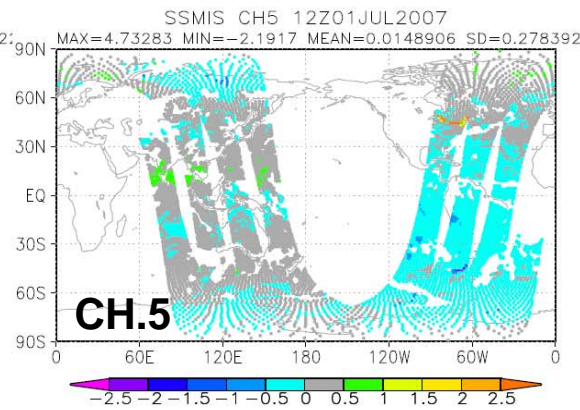 SSMIS CH5 12Z01JUL2007
MAX=4.73283 MIN=−2.1917 MEAN=0.0148906 SD=0.278392
90N
60N
30N
EQ
30S
60S
90S
CH.5
0 60E 120E 180 120W 60W 0
−2.5 −2 −1.5 −1 −0.5 0 0.5 1 1.5 2 2.5